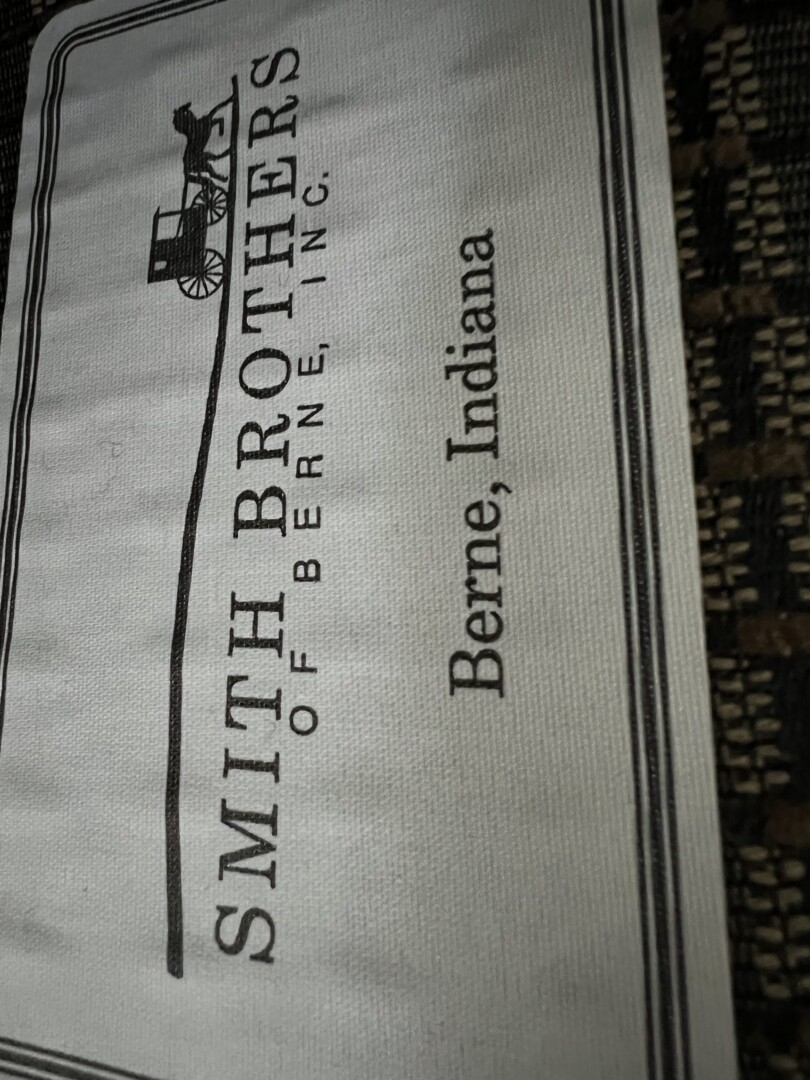 SMITH BROTHERS
OF BERNE, INC.
Berne, Indiana